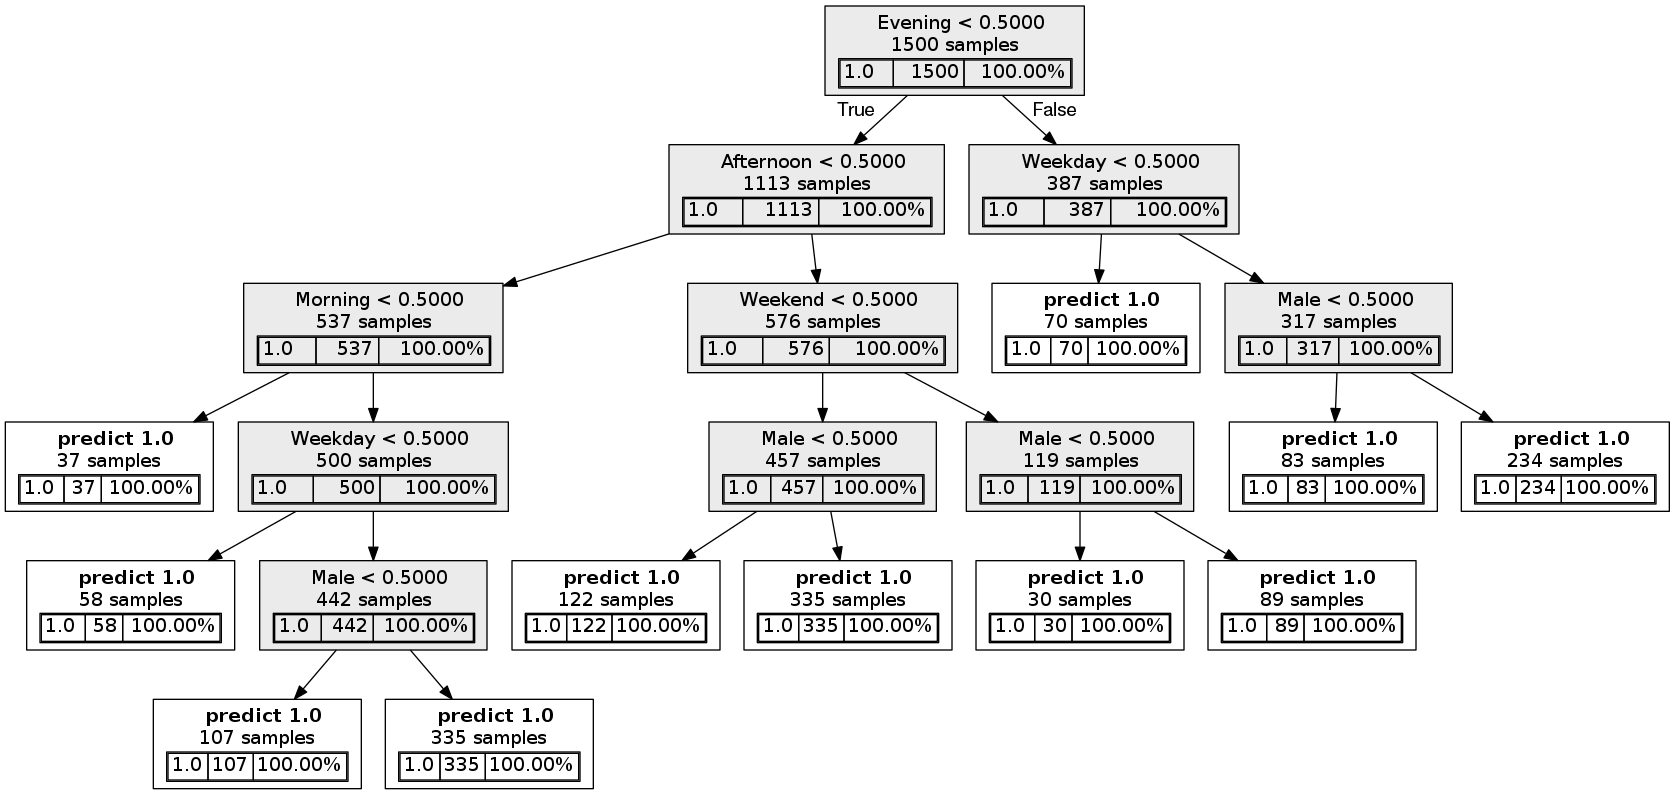 Evening < 0.5000
1500 samples
1.0 1500 100.00%
True
False
Afternoon < 0.5000
1113 samples
1.0 1113 100.00%
Weekday < 0.5000
387 samples
1.0 387 100.00%
Morning < 0.5000
537 samples
1.0 537 100.00%
Weekend < 0.5000
576 samples
1.0 576 100.00%
predict 1.0
70 samples
1.0 70 100.00%
Male < 0.5000
317 samples
1.0 317 100.00%
predict 1.0
37 samples
1.0 37 100.00%
Weekday < 0.5000
500 samples
1.0 500 100.00%
Male < 0.5000
457 samples
1.0 457 100.00%
Male < 0.5000
119 samples
1.0 119 100.00%
predict 1.0
83 samples
1.0 83 100.00%
predict 1.0
234 samples
1.0 234 100.00%
predict 1.0
58 samples
1.0 58 100.00%
Male < 0.5000
442 samples
1.0 442 100.00%
predict 1.0
122 samples
1.0 122 100.00%
predict 1.0
335 samples
1.0 335 100.00%
predict 1.0
30 samples
1.0 30 100.00%
predict 1.0
89 samples
1.0 89 100.00%
predict 1.0
107 samples
1.0 107 100.00%
predict 1.0
335 samples
1.0 335 100.00%